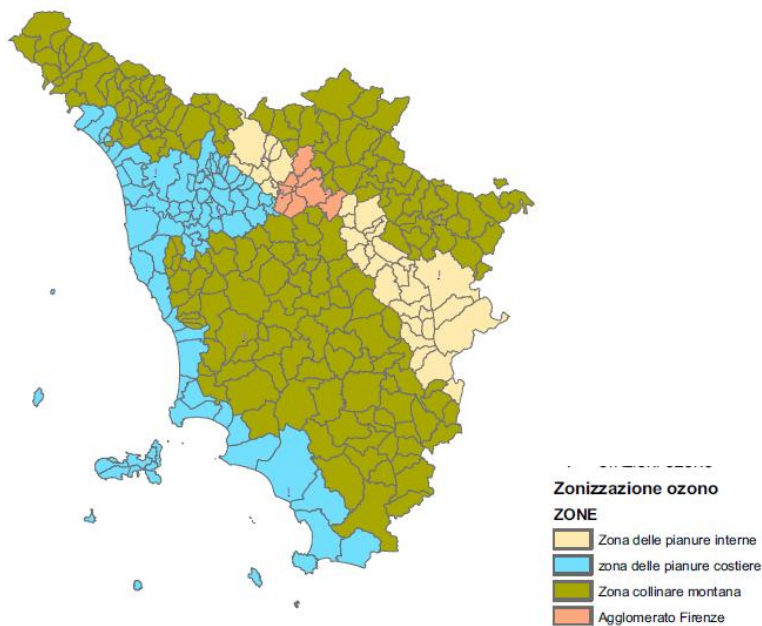 Zonizzazione ozono
ZONE
Zona delle pianure interne
zona delle pianure costiere
Zona collinare montana
Agglomerato Firenze